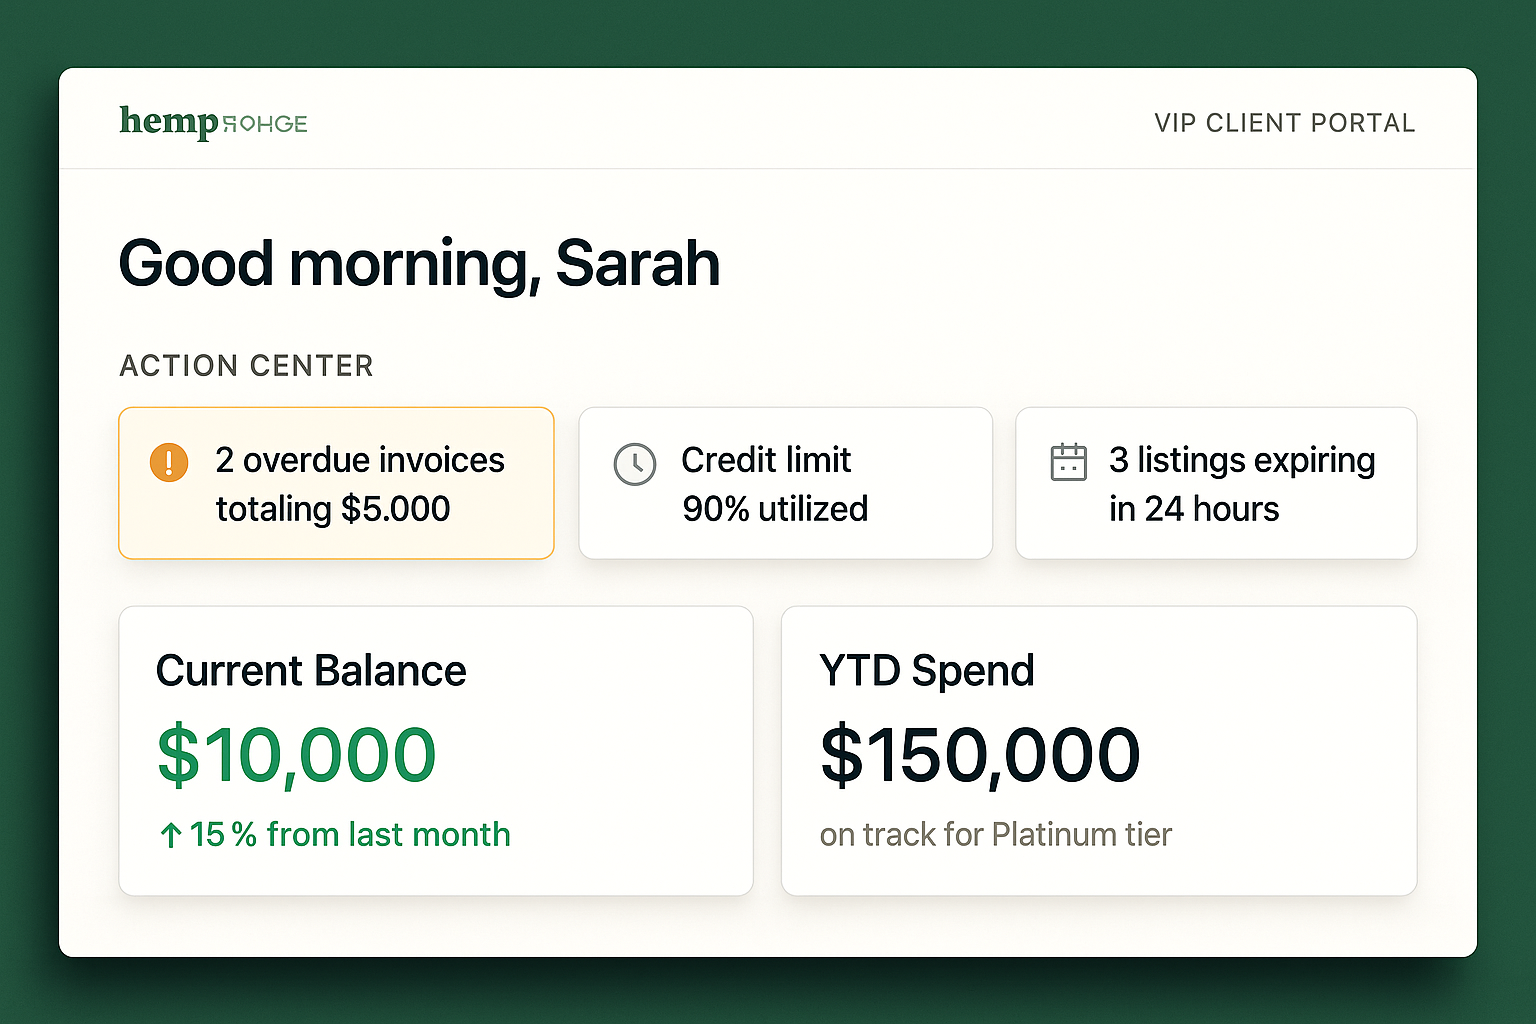 hemp
VIP CLIENT PORTAL
Good morning, Sarah
ACTION CENTER
2 overdue invoices
totaling $5.000
Credit limit
90% utilized
3 listings expiring
in 24 hours
Current Balance
$10,000
↑ 15 % from last month
YTD Spend
$150,000
on track for Platinum tier